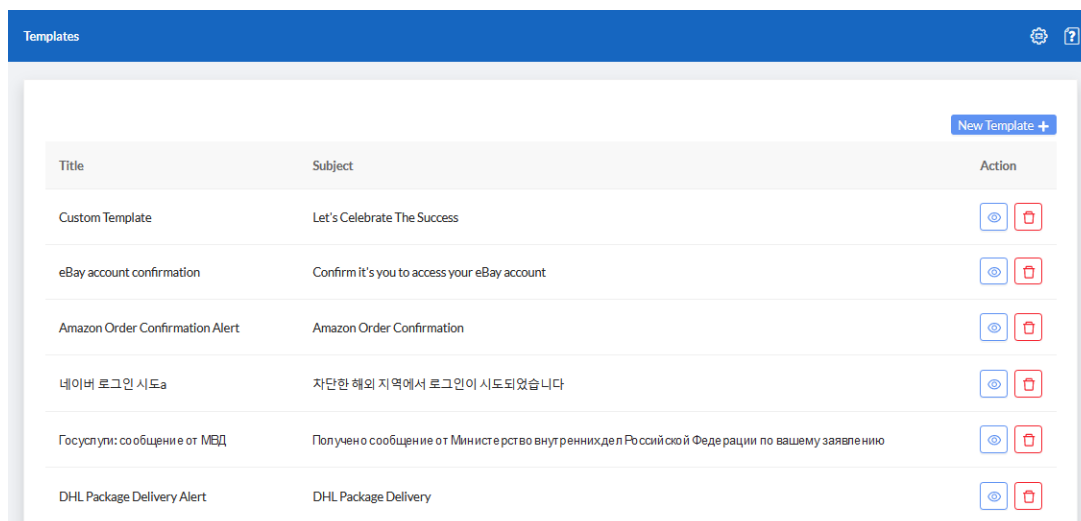 Templates
New Template +
Title Subject Action
Custom Template Let's Celebrate The Success
eBay account confirmation Confirm it's you to access your eBay account
Amazon Order Confirmation Alert Amazon Order Confirmation
네이버 로그인 시도a 차단한 해외 지역에서 로그인이 시도되었습니다
Госуслуги: сообщение от МВД Получено сообщение от Министерство внутренних дел Российской Федерации по вашему заявлению
DHL Package Delivery Alert DHL Package Delivery